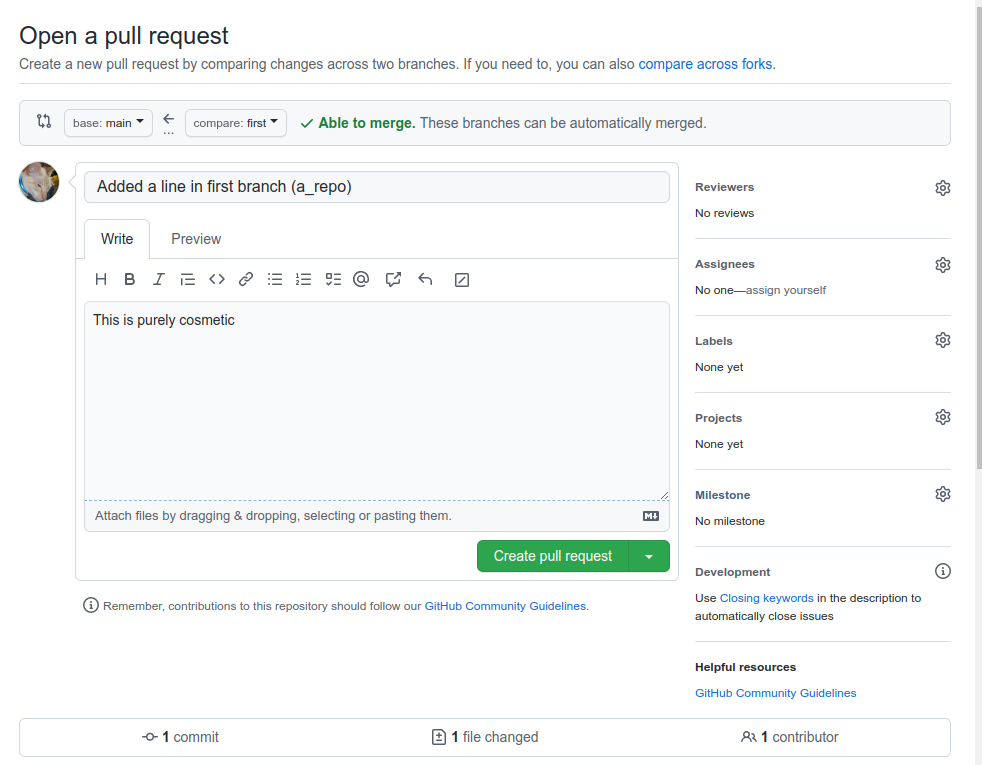 Open a pull request
Create a new pull request by comparing changes across two branches. If you need to, you can also compare across forks.
base: main
...
compare: first
Able to merge. These branches can be automatically merged.
Added a line in first branch (a_repo)
Write
Preview
H B I @
This is purely cosmetic
Attach files by dragging & dropping, selecting or pasting them.
Create pull request
Remember, contributions to this repository should follow our GitHub Community Guidelines.
Reviewers
No reviews
Assignees
No one—assign yourself
Labels
None yet
Projects
None yet
Milestone
No milestone
Development
Use Closing keywords in the description to
automatically close issues
Helpful resources
GitHub Community Guidelines
1 commit
1 file changed
1 contributor